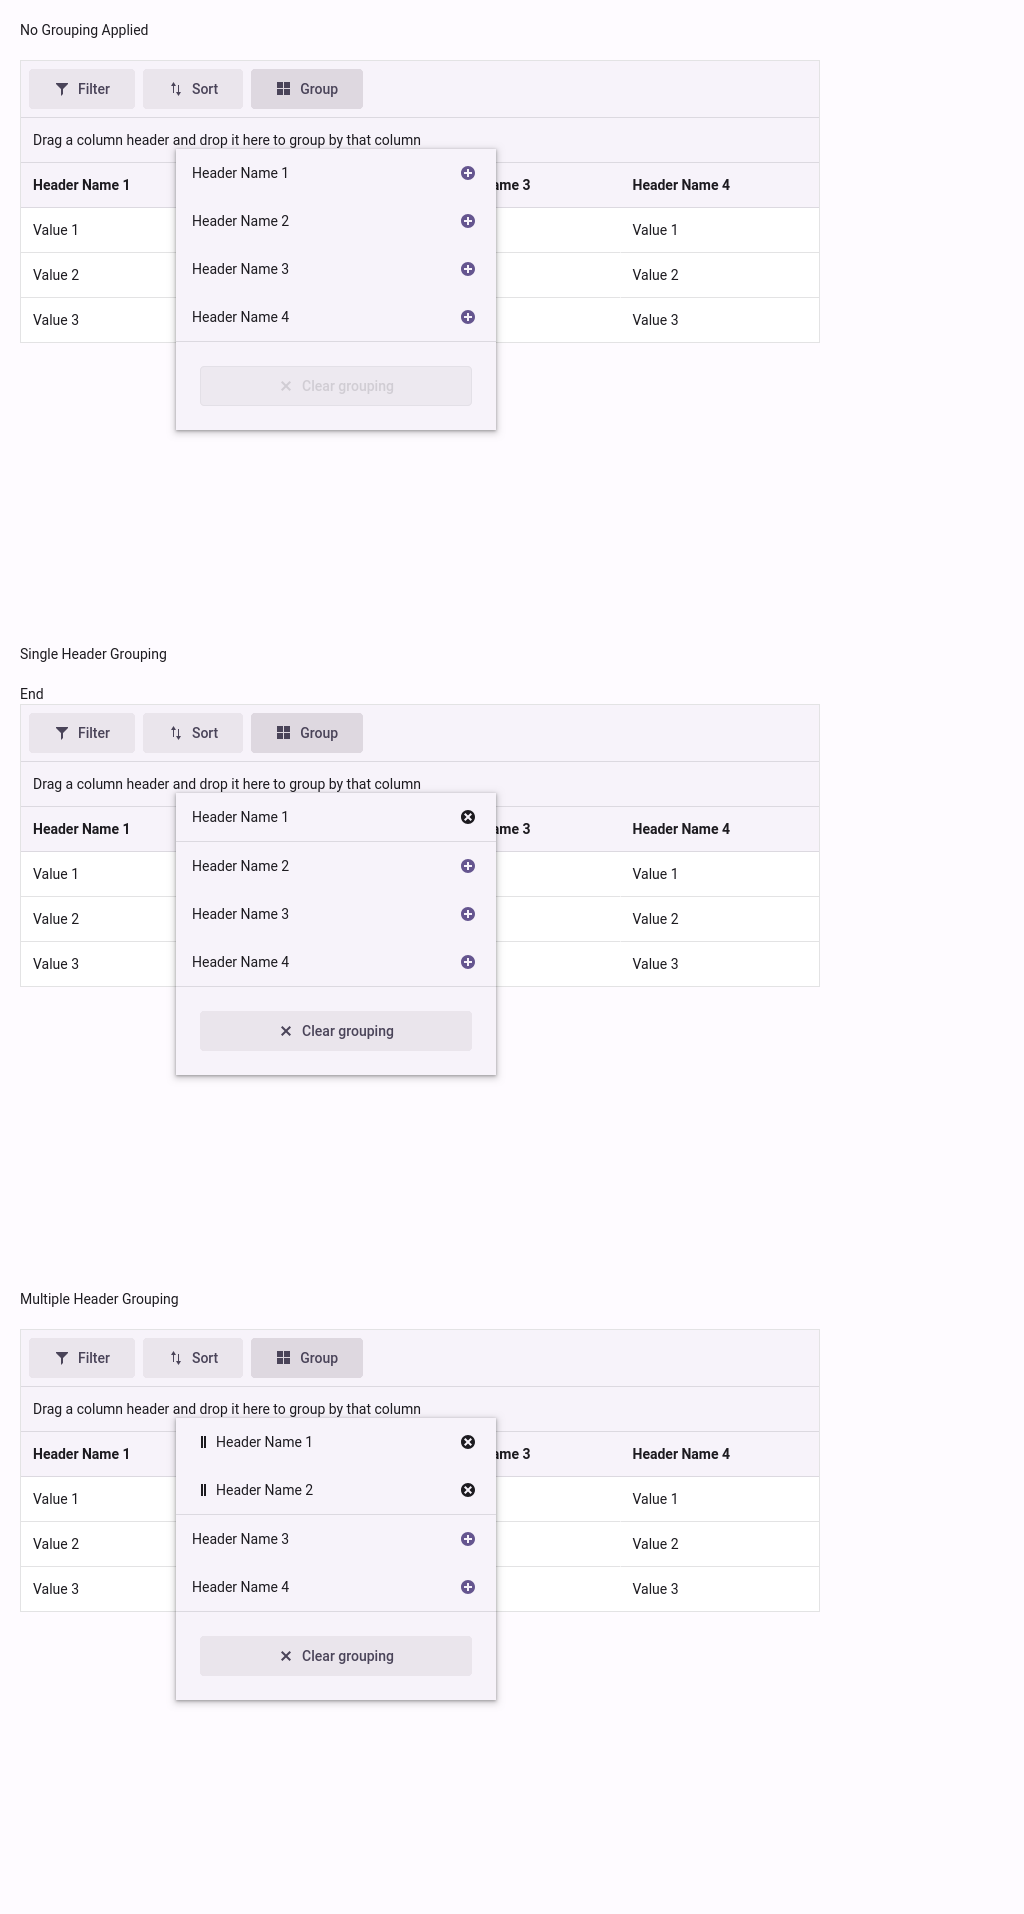 No Grouping Applied
Filter Sort Group
Drag a column header and drop it here to group by that column
Header Name 1
Header Name 1 ame 3 Header Name 4
Value 1 Value 1
Header Name 2
Header Name 3
Value 2 Value 2
Header Name 4
Value 3 Value 3
Clear grouping
Single Header Grouping
End
Filter Sort Group
Drag a column header and drop it here to group by that column
Header Name 1
Header Name 1 ame 3 Header Name 4
Header Name 2
Value 1 Value 1
Header Name 3
Value 2 Value 2
Header Name 4
Value 3 Value 3
Clear grouping
Multiple Header Grouping
Filter Sort Group
Drag a column header and drop it here to group by that column
Header Name 1
Header Name 1 ame 3 Header Name 4
Header Name 2
Value 1 Value 1
Header Name 3
Value 2 Value 2
Header Name 4
Value 3 Value 3
Clear grouping